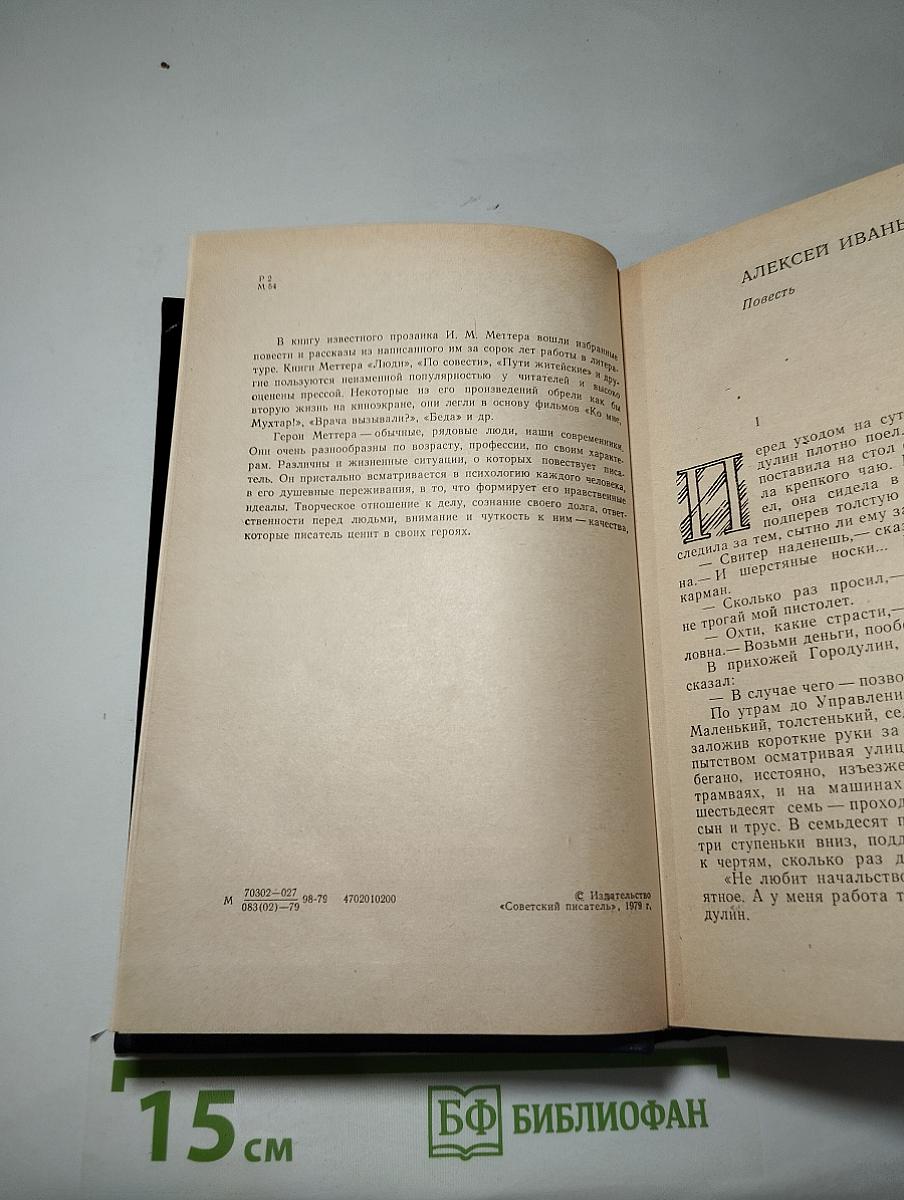 Р 2
М 54
В книгу известного прозаика И. М. Меттера вошли избранные
повести и рассказы из написанного им за сорок лет работы в литера-
туре. Книги Меттера «Люди», «По совести», «Пути житейские» и дру-
гие пользуются неизменной популярностью у читателей и высоко
оценены прессой. Некоторые из его произведений обрели как бы
вторую жизнь на киноэкране, они легли в основу фильмов «Ко мне,
Мухтар!», «Врача вызывали?», «Беда» и др.
Герои Меттера — обычные, рядовые люди, наши современники.
Они очень разнообразны по возрасту, профессии, по своим характе-
рам. Различны и жизненные ситуации, о которых повествует писа-
тель. Он пристально всматривается в психологию каждого человека,
в его душевные переживания, в то, что формирует его нравственные
идеалы. Творческое отношение к делу, сознание своего долга, ответ-
ственности перед людьми, внимание и чуткость к ним — качества,
которые писатель ценит в своих героях.
М 70302—027
083(02)—79 98-79 4702010200
© Издательство
«Советский писатель», 1979 г.
АЛЕКСЕЙ ИВАНЬ
Повесть
1
Перед уходом на сут
дулин плотно поел.
поставила на стол
ла крепкого чаю.
ел, она сидела в
подперев толстую
следила за тем, сытно ли ему за
— Свитер наденешь,— сказ
на.— И шерстяные носки...
карман.
— Сколько раз просил,—
не трогай мой пистолет.
— Охти, какие страсти,—
ловна.— Возьми деньги, пообе
В прихожей Городулин,
сказал:
— В случае чего — позво
По утрам до Управлени
Маленький, толстенький, се
заложив короткие руки за
пытством осматривая улиц
бегано, исстояно, изъезже
трамваях, и на машинах
шестьдесят семь — проход
сын и трус. В семьдесят п
три ступеньки вниз, подд
к чертям, сколько раз д
«Не любит начальство
ятное. А у меня работа т
дулин.
15 см
БФ БИБЛИОФАН